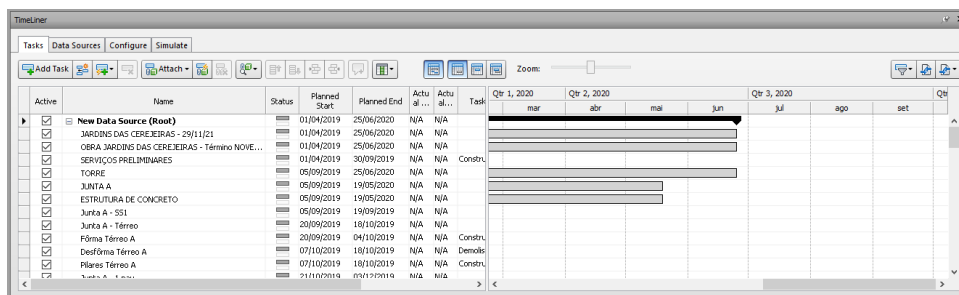 TimeLiner
Tasks Data Sources Configure Simulate
Add Task Attach Zoom:
Active Name Status Planned Start Planned End Actu al ... Actu al... Task Qtr 1, 2020 Qtr 2, 2020 Qtr 3, 2020 Qtr
mar abr mai jun jul ago set
New Data Source (Root) 01/04/2019 25/06/2020 N/A N/A
JARDINS DAS CEREJEIRAS - 29/11/21 01/04/2019 25/06/2020 N/A N/A
OBRA JARDINS DAS CEREJEIRAS - Término NOVE... 01/04/2019 25/06/2020 N/A N/A
SERVIÇOS PRELIMINARES 01/04/2019 30/09/2019 N/A N/A Constru
TORRE 05/09/2019 25/06/2020 N/A N/A
JUNTA A 05/09/2019 19/05/2020 N/A N/A
ESTRUTURA DE CONCRETO 05/09/2019 19/05/2020 N/A N/A
Junta A - SS1 05/09/2019 19/09/2019 N/A N/A
Junta A - Térreo 20/09/2019 18/10/2019 N/A N/A
Fôrma Térreo A 20/09/2019 04/10/2019 N/A N/A Constru
Desfôrma Térreo A 07/10/2019 18/10/2019 N/A N/A Demolis
Pilares Térreo A 07/10/2019 18/10/2019 N/A N/A Constru
Junta A - 1 pav 21/10/2019 03/12/2019 N/A N/A